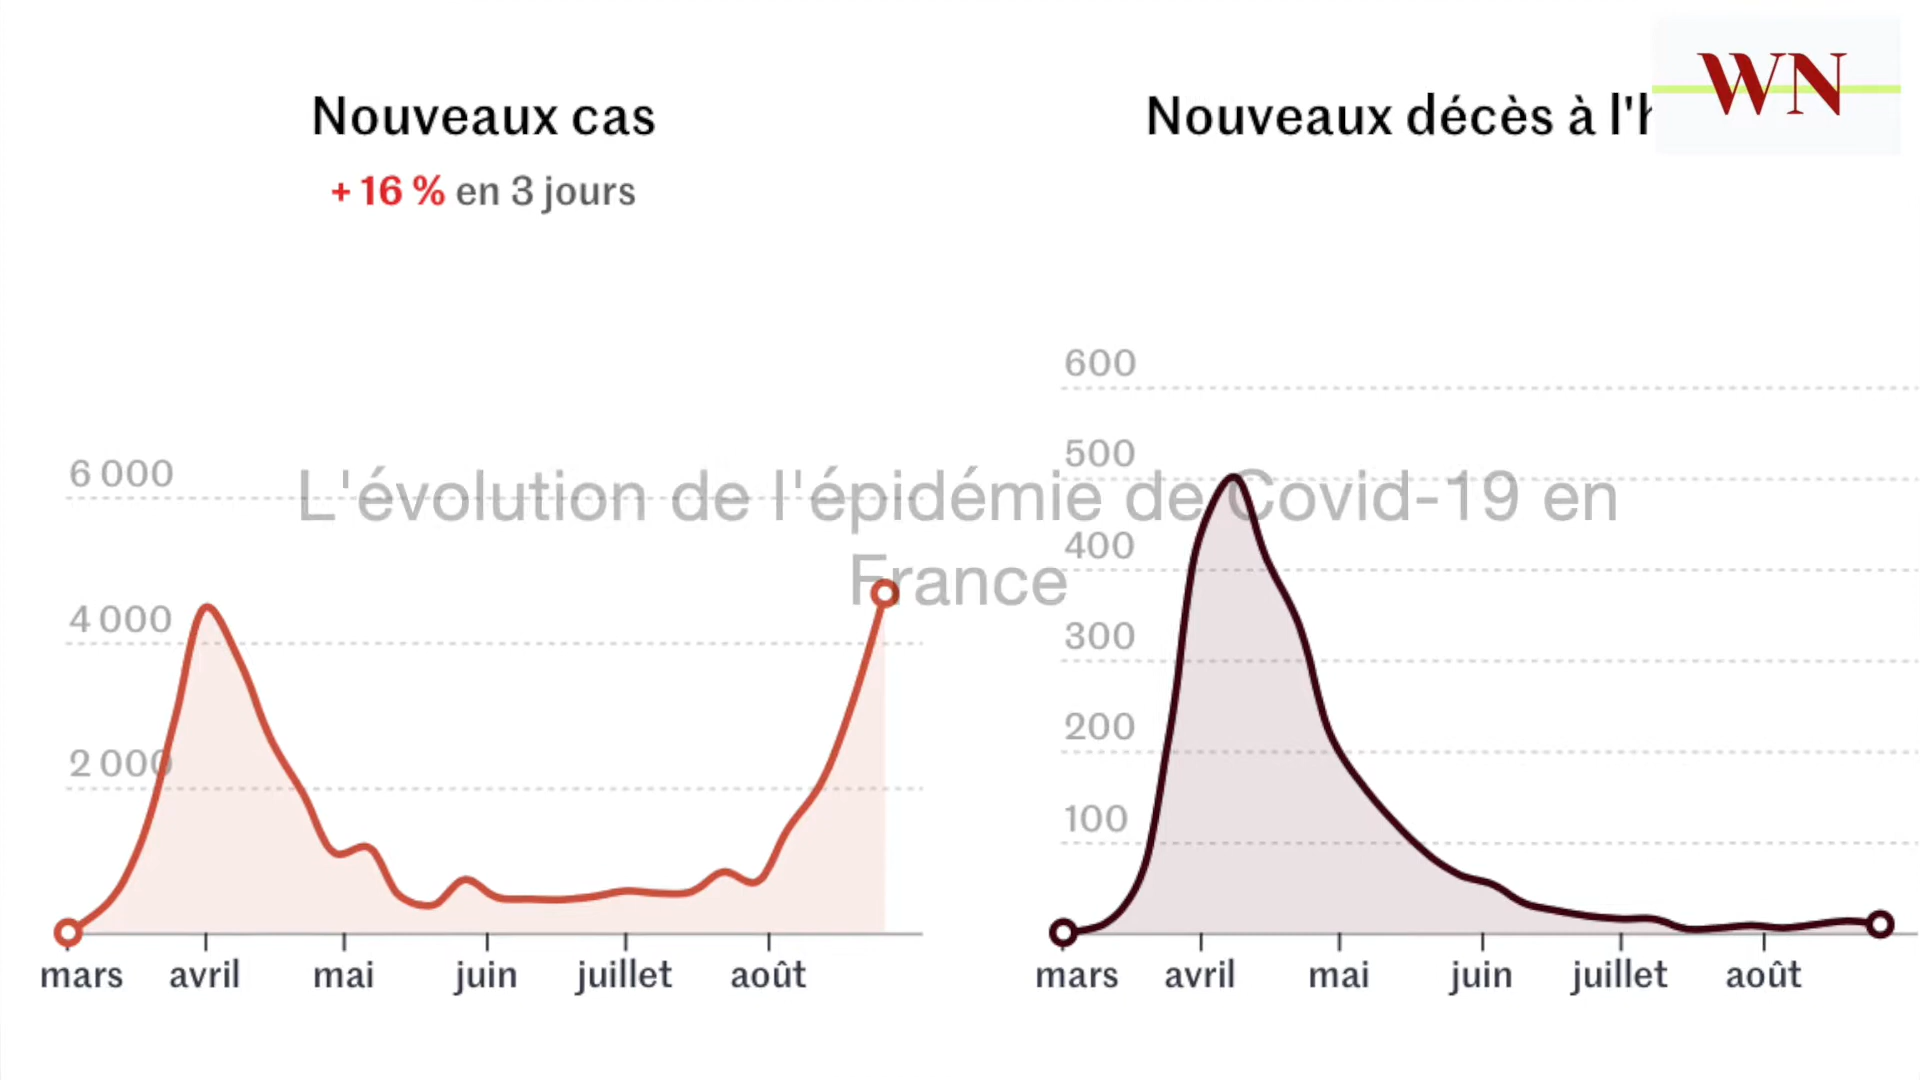 WN
Nouveaux cas
+ 16 % en 3 jours
6 000
4 000
2 000
mars avril mai juin juillet août
Nouveaux décès à l'h
600
500
400
300
200
100
mars avril mai juin juillet août
L'évolution de l'épidémie de Covid-19 en
France